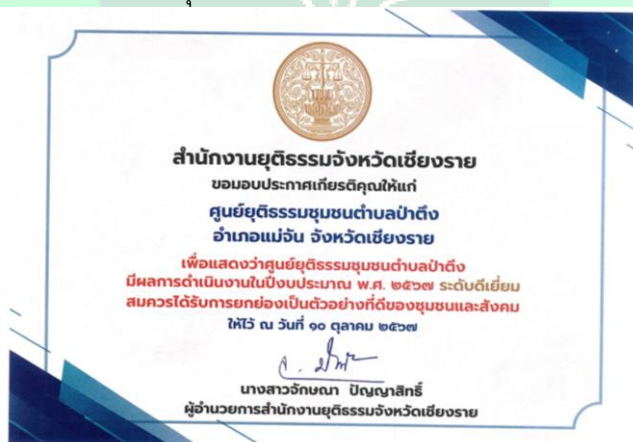 สำนักงานยุติธรรมจังหวัดเชียงราย
ขอมอบประกาศเกียรติคุณให้แก่
ศูนย์ยุติธรรมชุมชนตำบลป่าตึง
อำเภอแม่จัน จังหวัดเชียงราย
เพื่อแสดงว่าศูนย์ยุติธรรมชุมชนตำบลป่าตึง
มีผลการดำเนินงานในปีงบประมาณ พ.ศ. ๒๕๖๗ ระดับดีเยี่ยม
สมควรได้รับการยกย่องเป็นตัวอย่างที่ดีของชุมชนและสังคม
ให้ไว้ ณ วันที่ ๑๐ ตุลาคม ๒๕๖๗
นางสาวจักษณา ปัญญาสิทธิ์
ผู้อำนวยการสำนักงานยุติธรรมจังหวัดเชียงราย